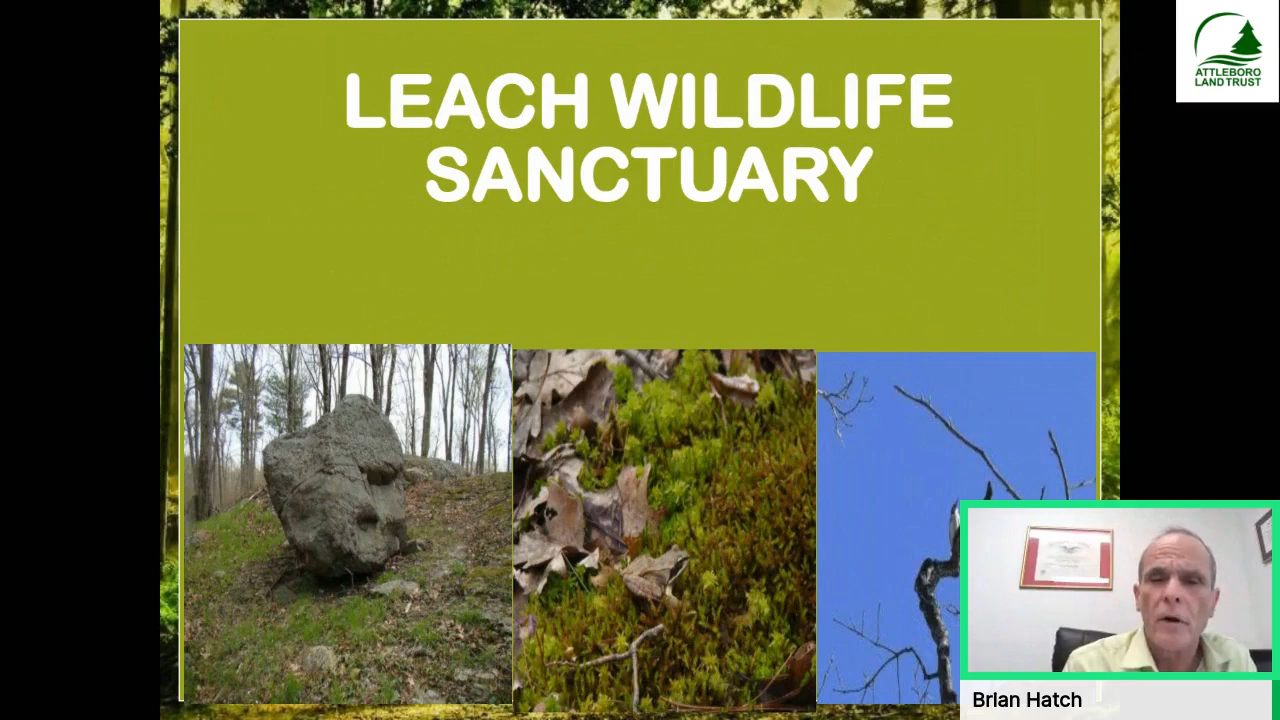 LEACH WILDLIFE
SANCTUARY
ATTLEBORO
LAND TRUST
Brian Hatch